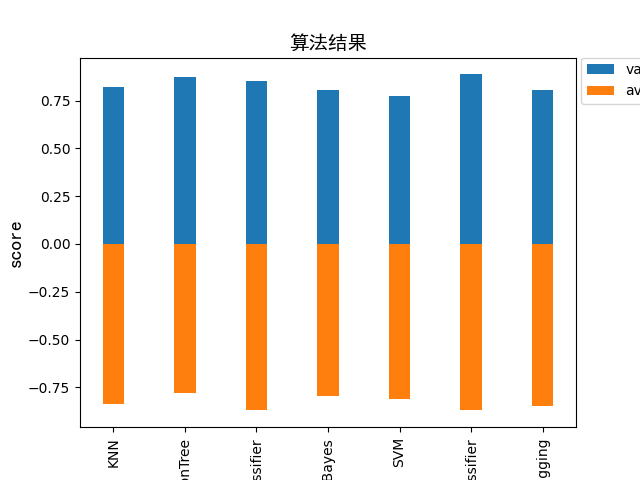 算法结果
va
av
0.75
0.50
0.25
0.00
−0.25
−0.50
−0.75
score
KNN
onTree
ssifier
Bayes
SVM
ssifier
gging